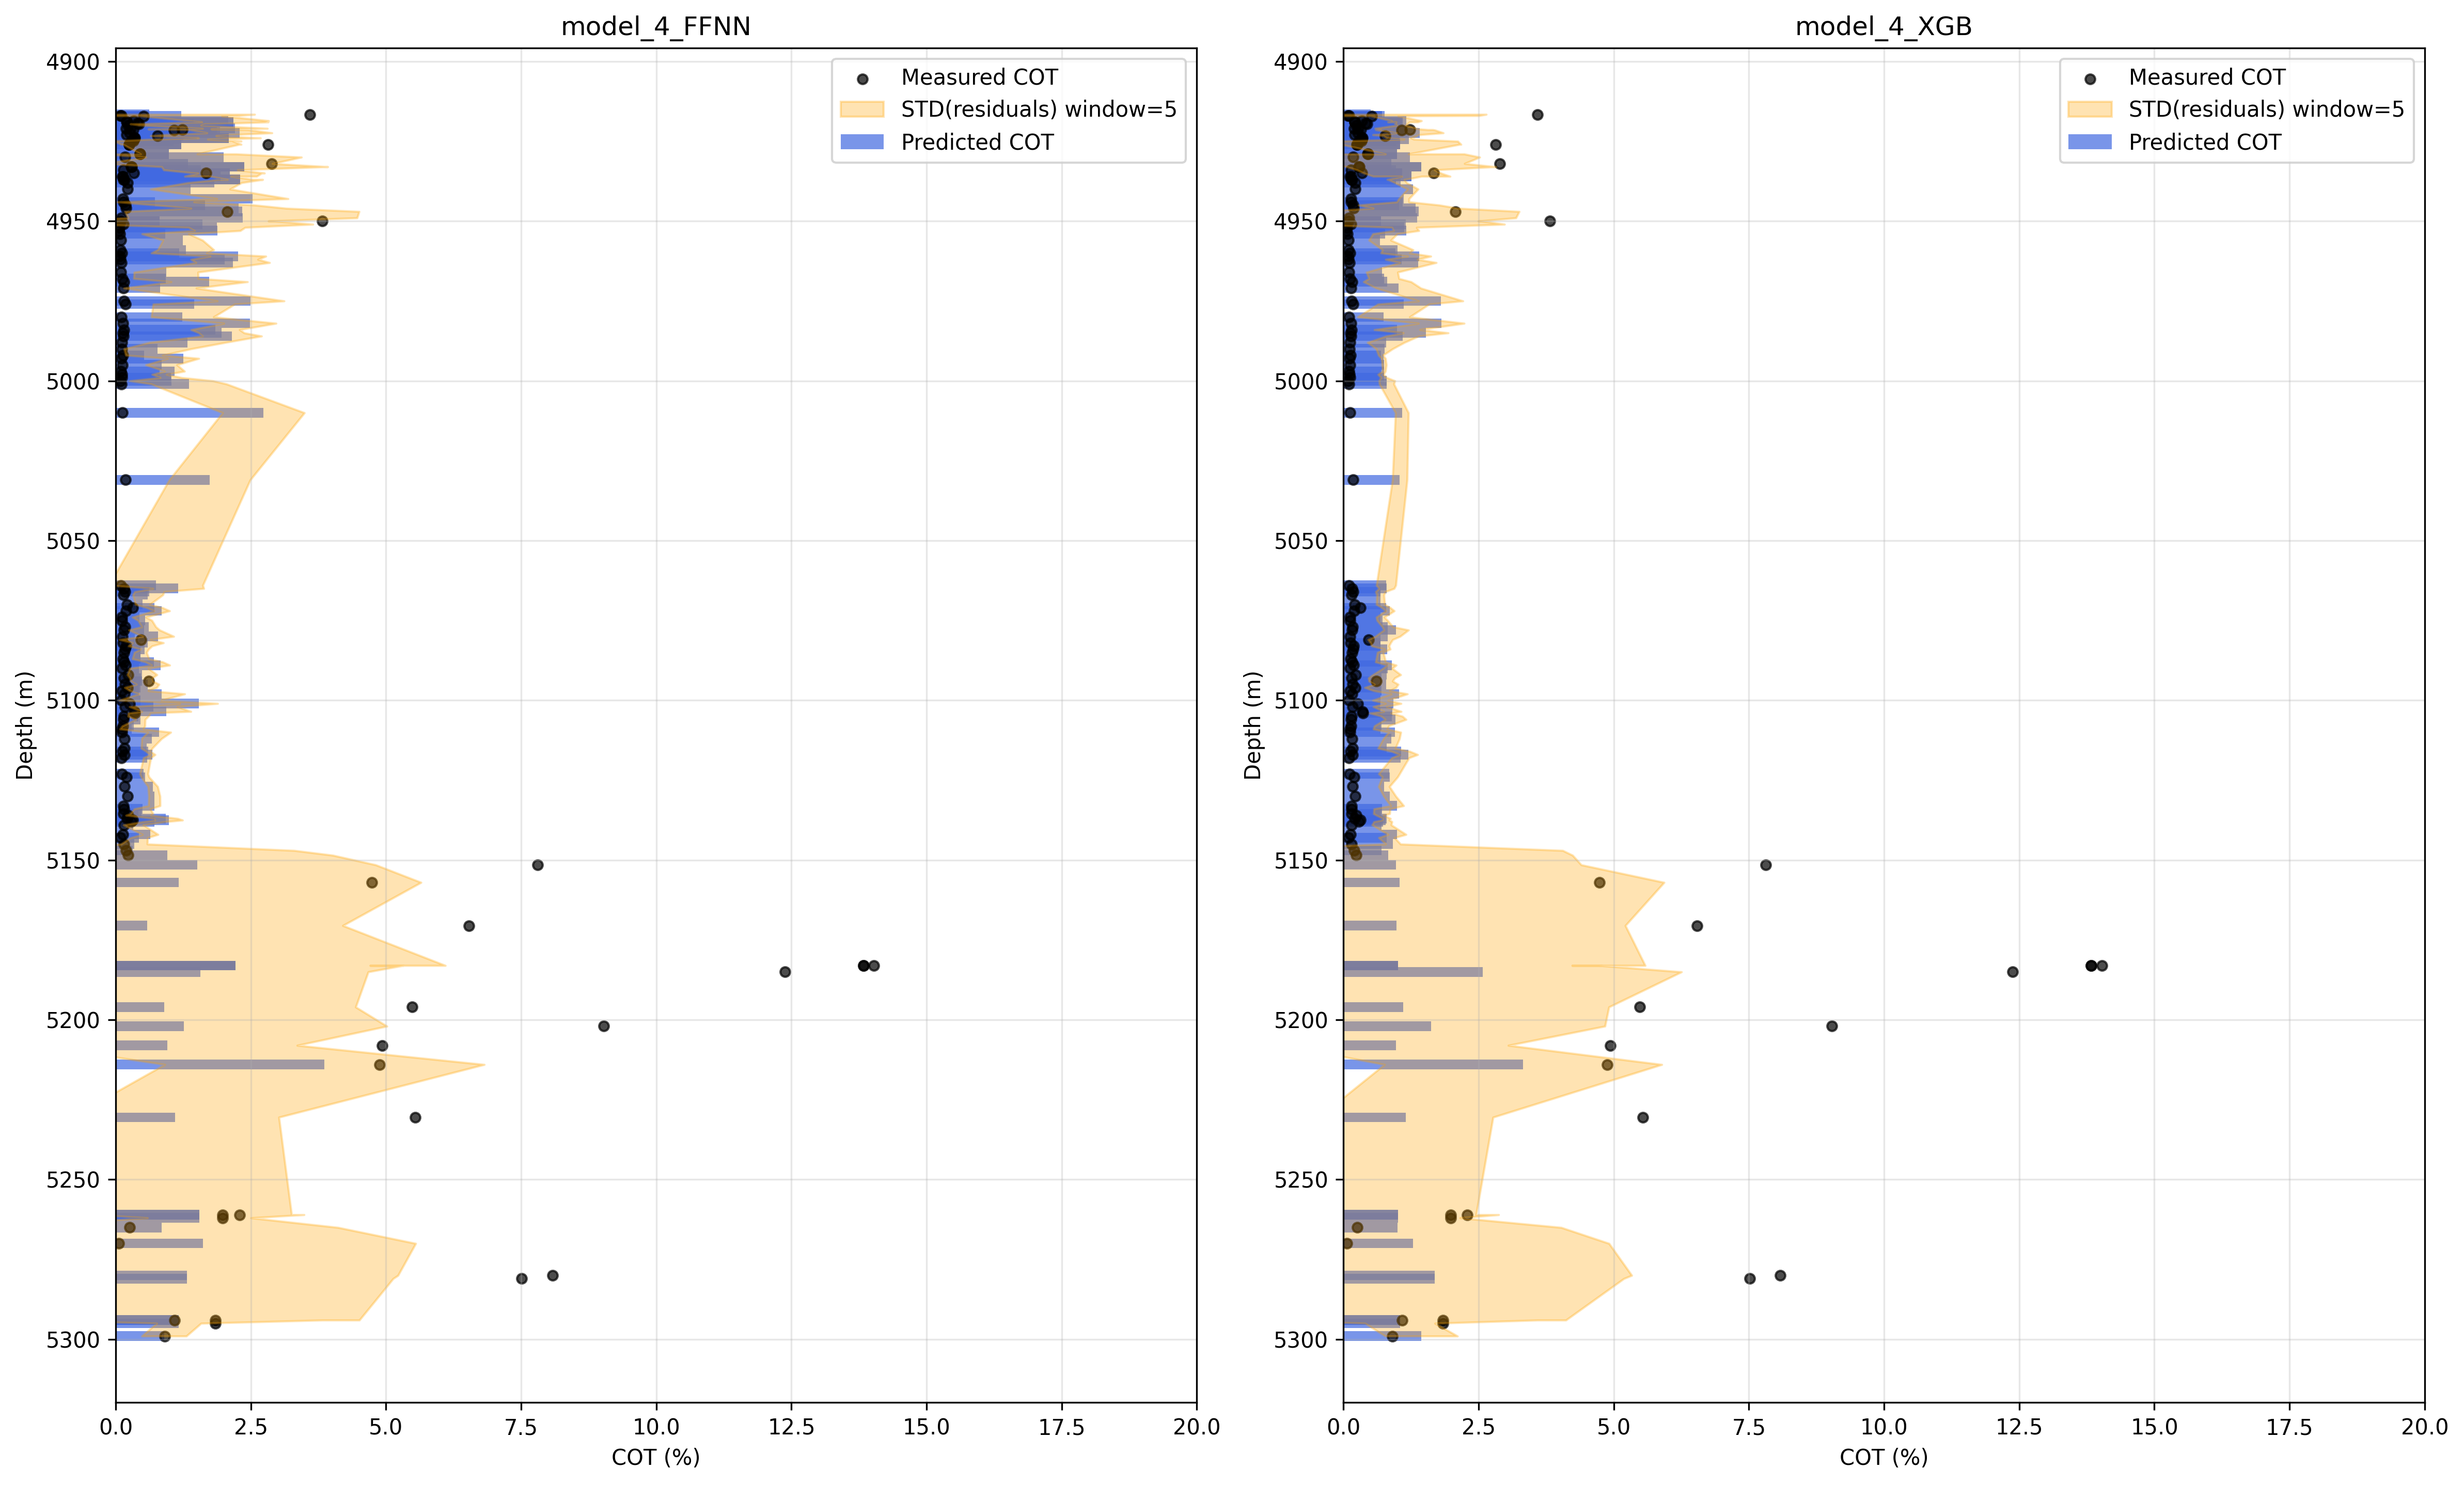 model_4_FFNN
Measured COT
STD(residuals) window=5
Predicted COT
4900
4950
5000
5050
5100
5150
5200
5250
5300
Depth (m)
0.0 2.5 5.0 7.5 10.0 12.5 15.0 17.5 20.0
COT (%)
model_4_XGB
Measured COT
STD(residuals) window=5
Predicted COT
4900
4950
5000
5050
5100
5150
5200
5250
5300
Depth (m)
0.0 2.5 5.0 7.5 10.0 12.5 15.0 17.5 20.0
COT (%)